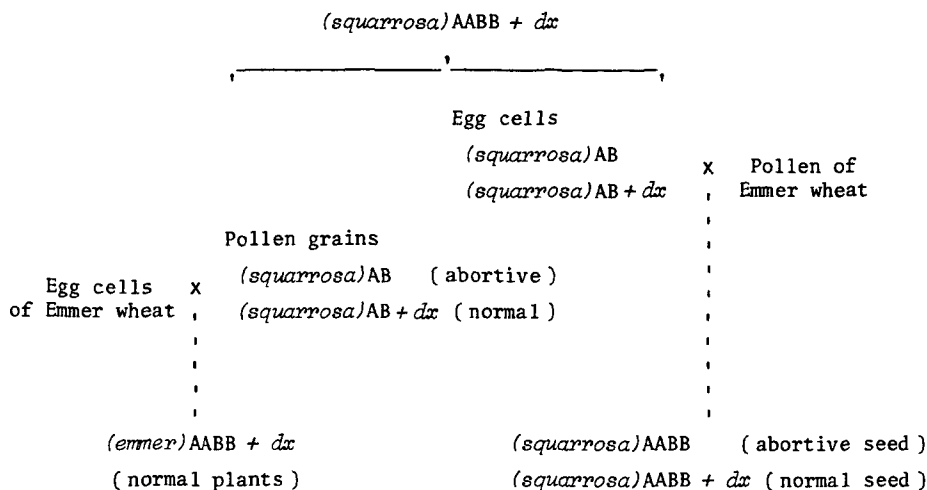 (squarrosa)AABB + dx
Egg cells
(squarrosa)AB
(squarrosa)AB + dx
x
Pollen of
Emmer wheat
Pollen grains
(squarrosa)AB (abortive)
(squarrosa)AB + dx (normal)
Egg cells
of Emmer wheat
x
(emmer)AABB + dx
(normal plants)
(squarrosa)AABB (abortive seed)
(squarrosa)AABB + dx (normal seed)